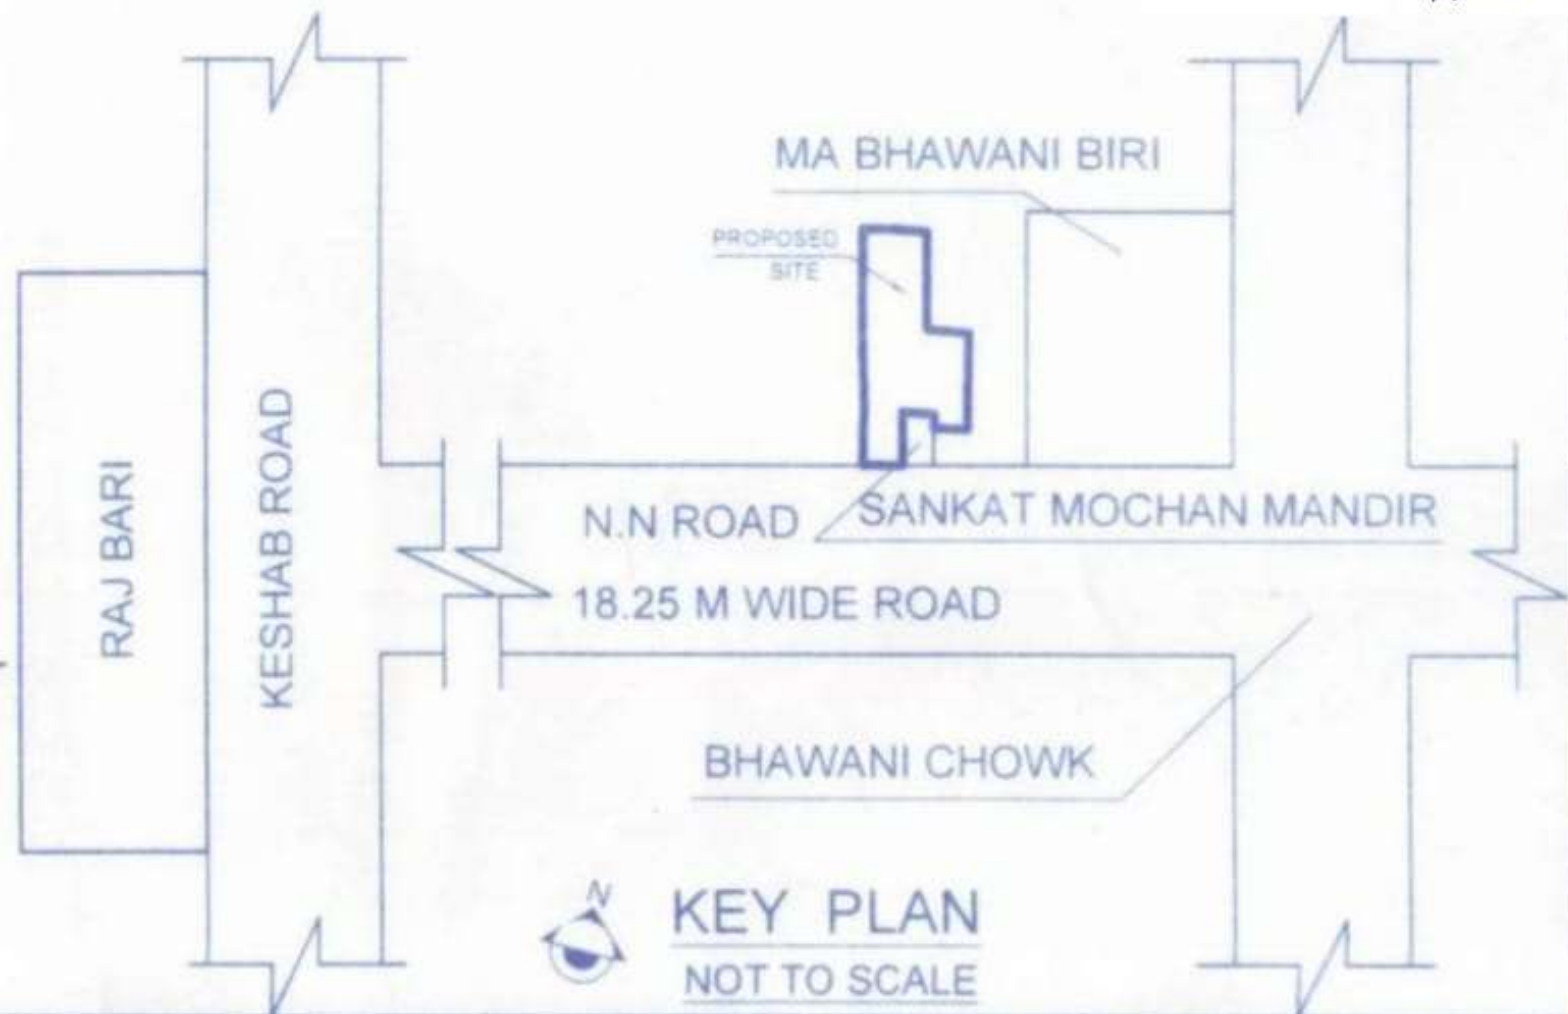 MA BHAWANI BIRI
PROPOSED
SITE
RAJ BARI
KESHAB ROAD
N.N ROAD
SANKAT MOCHAN MANDIR
18.25 M WIDE ROAD
BHAWANI CHOWK
N
KEY PLAN
NOT TO SCALE